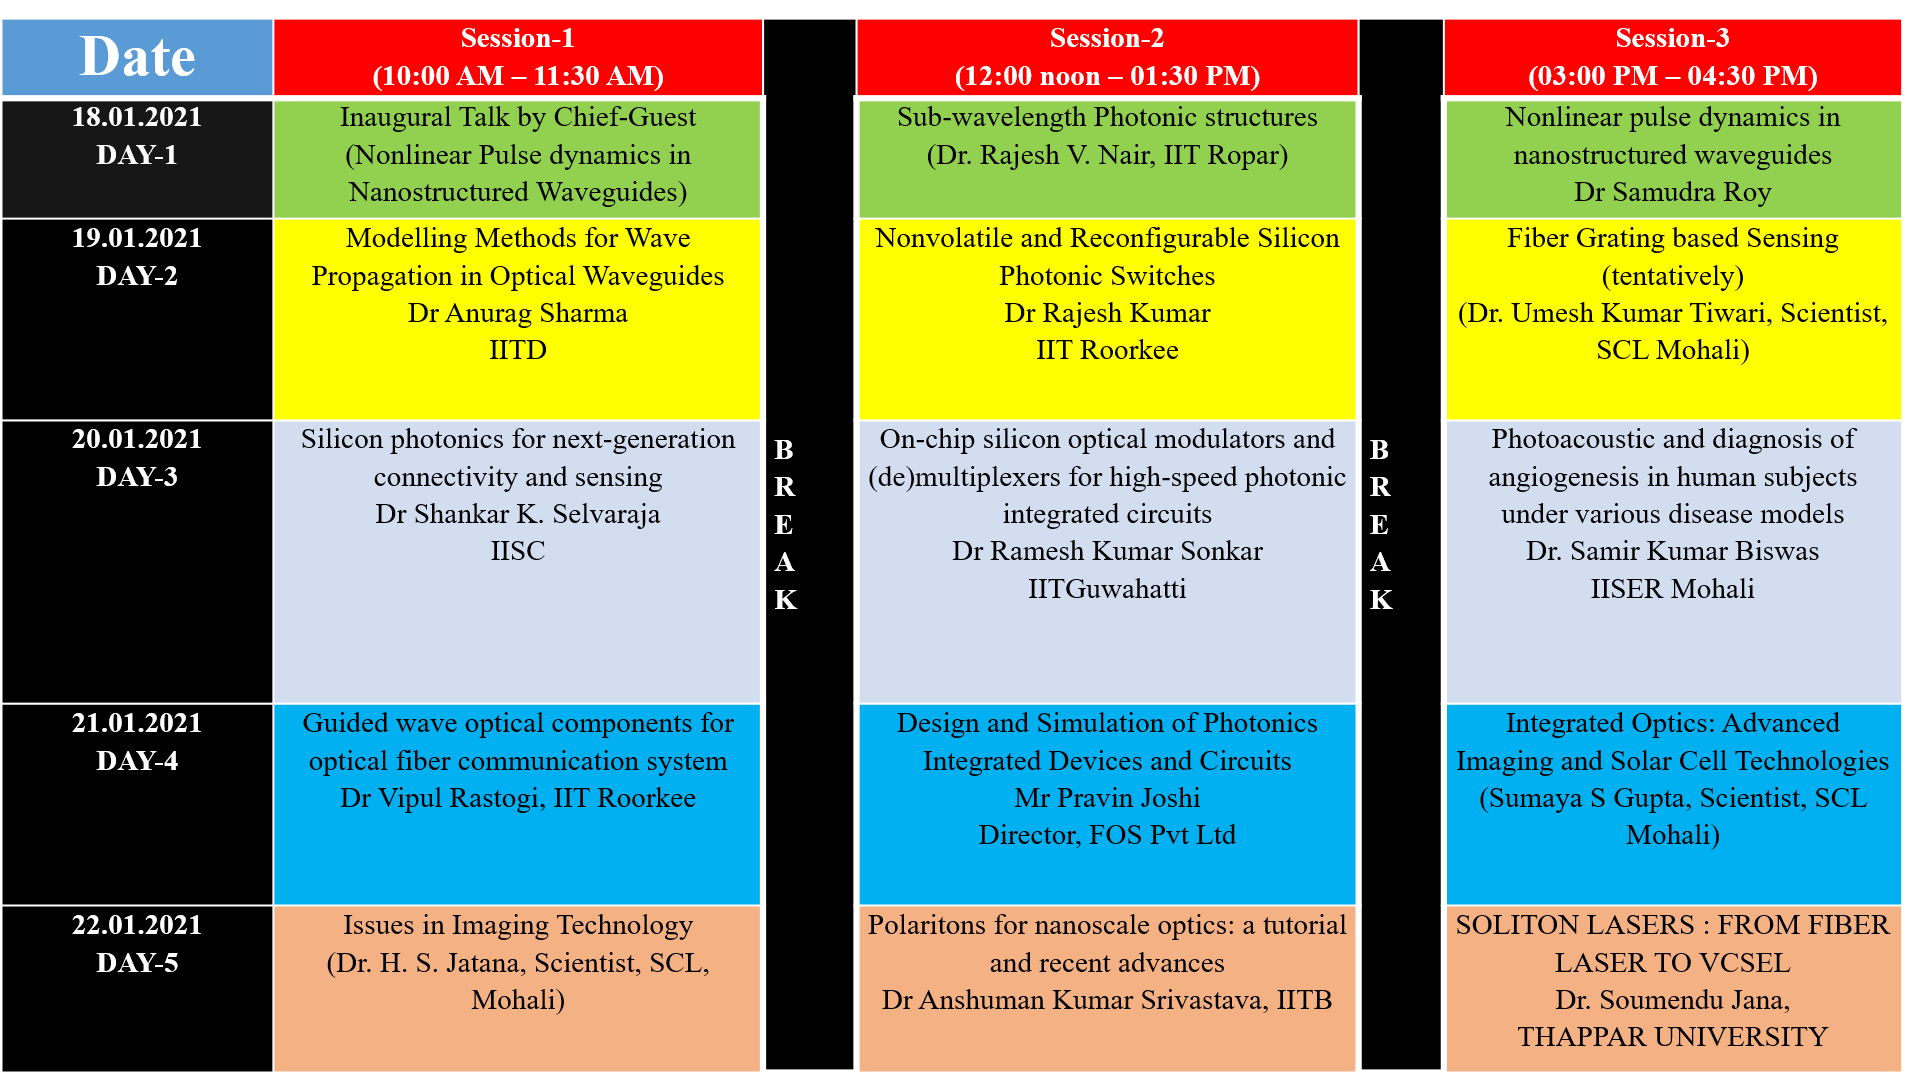 Date
Session-1
(10:00 AM – 11:30 AM)
Session-2
(12:00 noon – 01:30 PM)
Session-3
(03:00 PM – 04:30 PM)
18.01.2021
DAY-1
Inaugural Talk by Chief-Guest
(Nonlinear Pulse dynamics in
Nanostructured Waveguides)
Sub-wavelength Photonic structures
(Dr. Rajesh V. Nair, IIT Ropar)
Nonlinear pulse dynamics in
nanostructured waveguides
Dr Samudra Roy
19.01.2021
DAY-2
Modelling Methods for Wave
Propagation in Optical Waveguides
Dr Anurag Sharma
IITD
Nonvolatile and Reconfigurable Silicon
Photonic Switches
Dr Rajesh Kumar
IIT Roorkee
Fiber Grating based Sensing
(tentatively)
(Dr. Umesh Kumar Tiwari, Scientist,
SCL Mohali)
20.01.2021
DAY-3
Silicon photonics for next-generation
connectivity and sensing
Dr Shankar K. Selvaraja
IISC
B
R
E
A
K
On-chip silicon optical modulators and
(de)multiplexers for high-speed photonic
integrated circuits
Dr Ramesh Kumar Sonkar
IITGuwahatti
B
R
E
A
K
Photoacoustic and diagnosis of
angiogenesis in human subjects
under various disease models
Dr. Samir Kumar Biswas
IISER Mohali
21.01.2021
DAY-4
Guided wave optical components for
optical fiber communication system
Dr Vipul Rastogi, IIT Roorkee
Design and Simulation of Photonics
Integrated Devices and Circuits
Mr Pravin Joshi
Director, FOS Pvt Ltd
Integrated Optics: Advanced
Imaging and Solar Cell Technologies
(Sumaya S Gupta, Scientist, SCL
Mohali)
22.01.2021
DAY-5
Issues in Imaging Technology
(Dr. H. S. Jatana, Scientist, SCL,
Mohali)
Polaritons for nanoscale optics: a tutorial
and recent advances
Dr Anshuman Kumar Srivastava, IITB
SOLITON LASERS : FROM FIBER
LASER TO VCSEL
Dr. Soumendu Jana,
THAPPAR UNIVERSITY